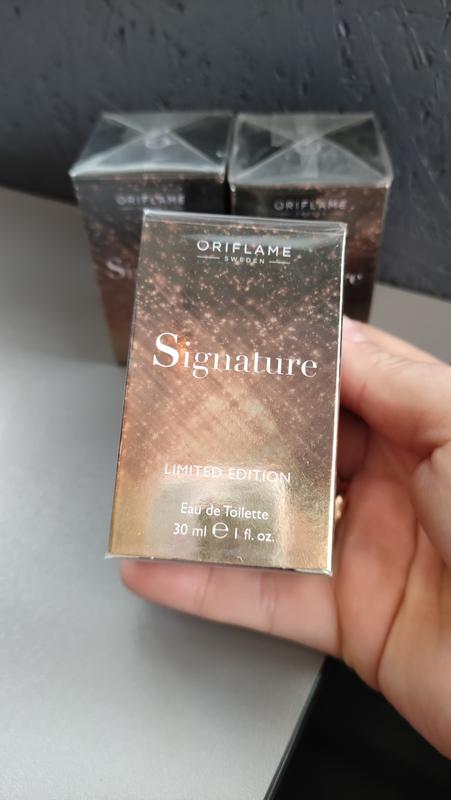 ORIFLAME
ORIFLAME
ORIFLAME
SWEDEN
Signature
LIMITED EDITION
Eau de Toilette
30 ml ℮ 1 fl. oz.